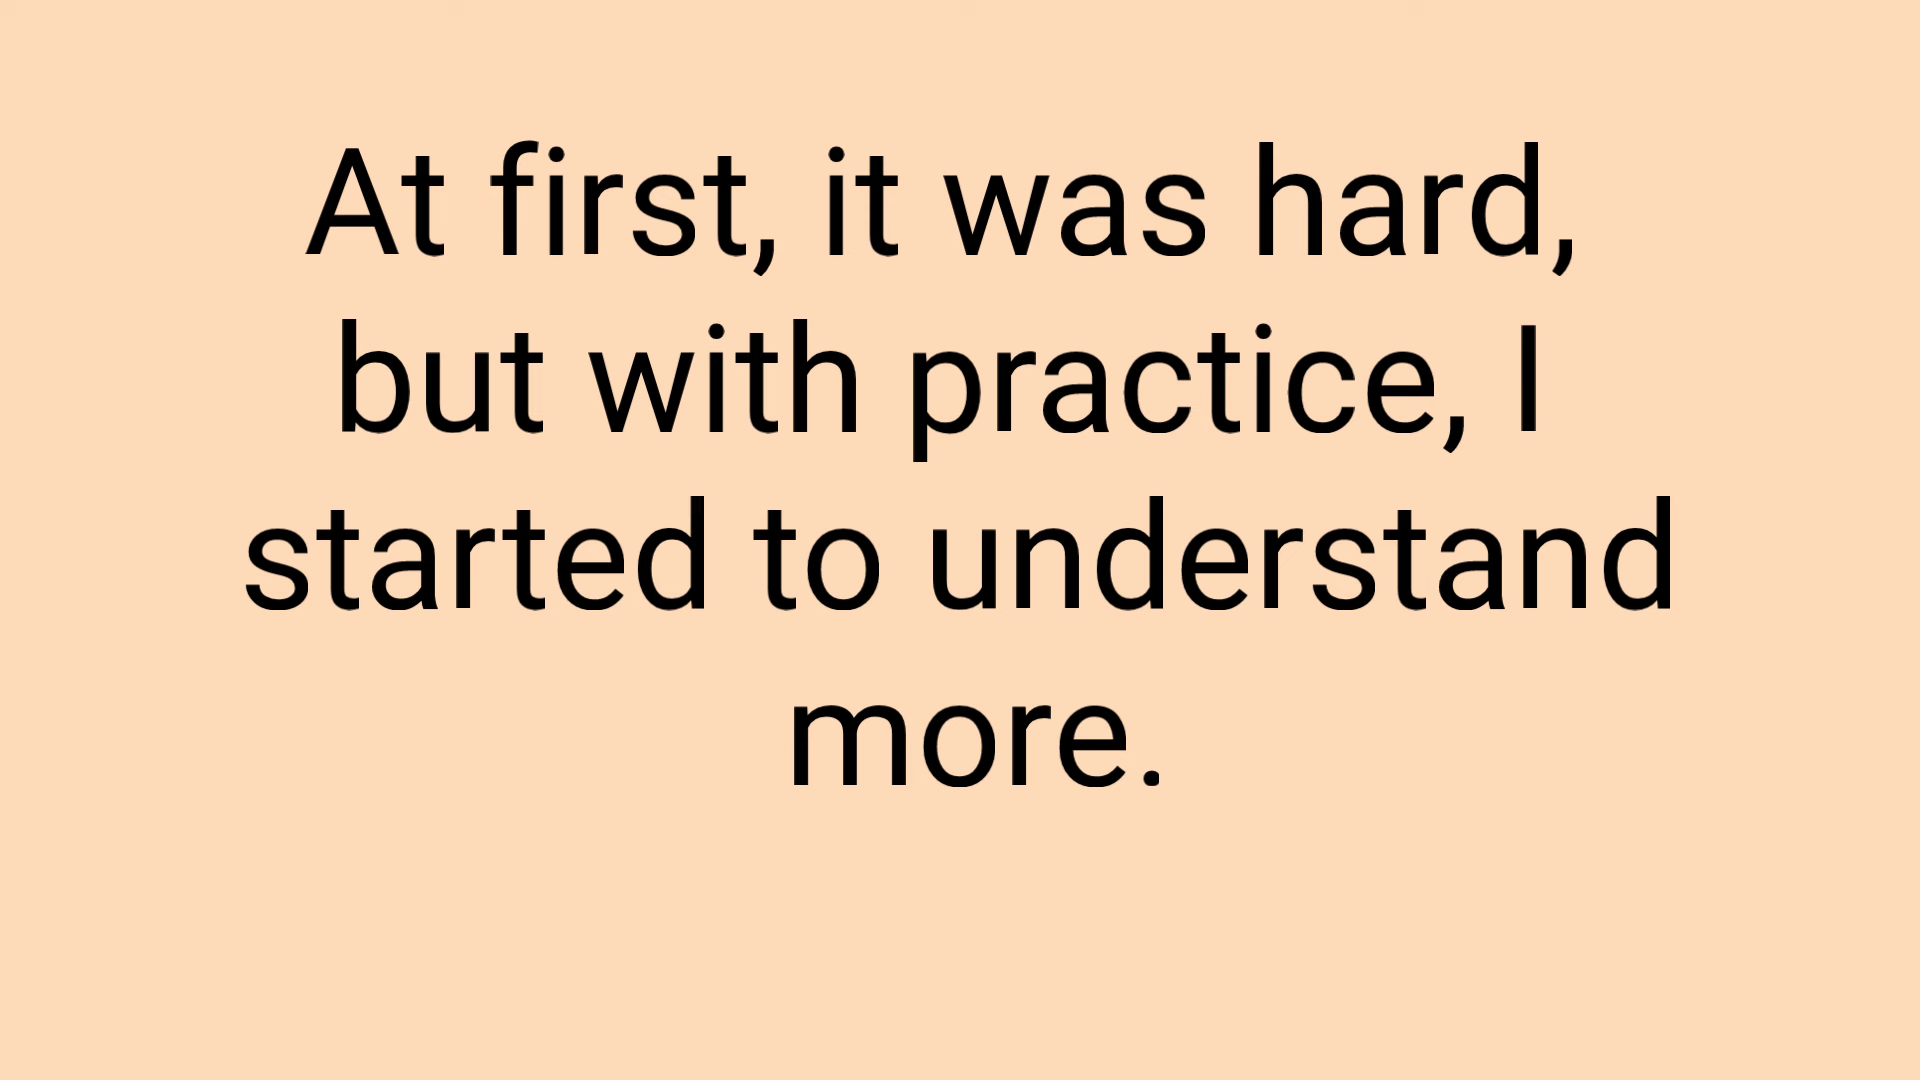 At first, it was hard,
but with practice, I
started to understand
more.